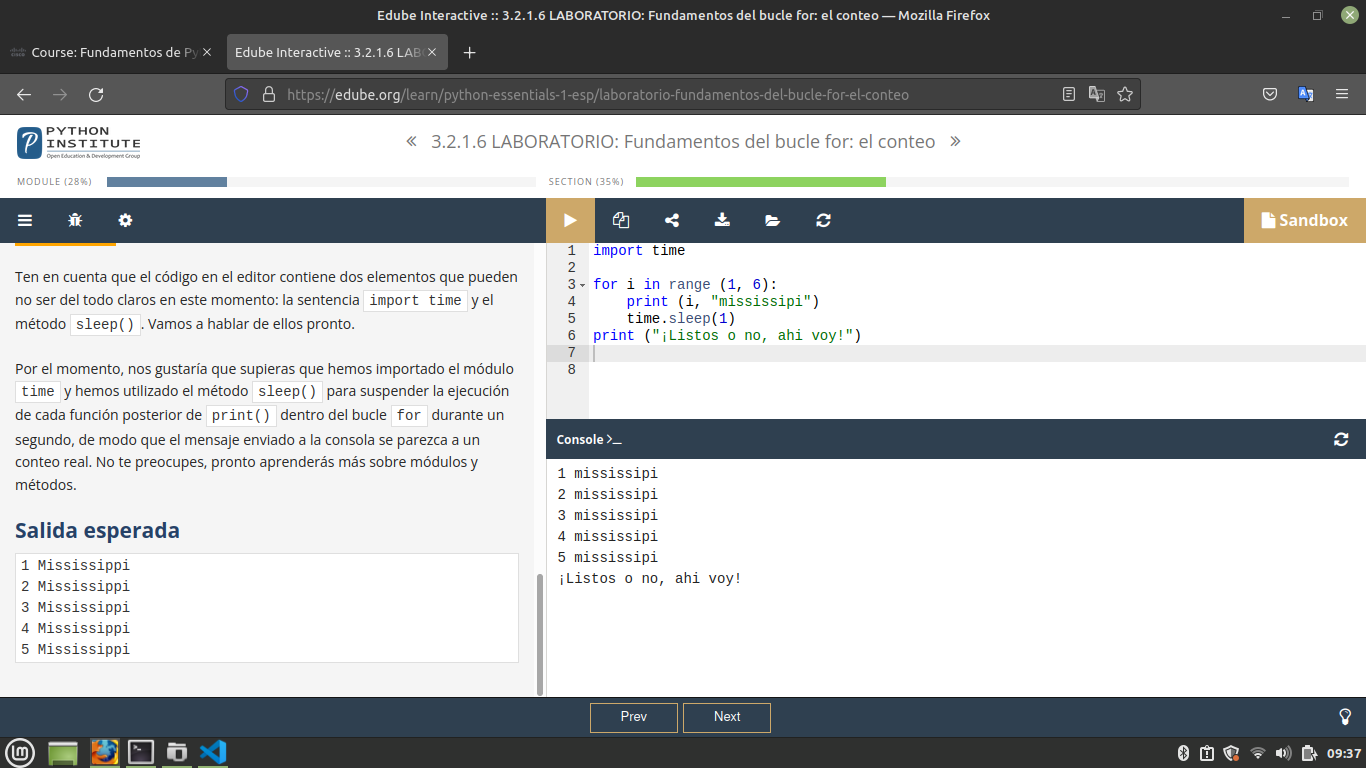 Edube Interactive :: 3.2.1.6 LABORATORIO: Fundamentos del bucle for: el conteo — Mozilla Firefox
Course: Fundamentos de Py
Edube Interactive :: 3.2.1.6 LAB
https://edube.org/learn/python-essentials-1-esp/laboratorio-fundamentos-del-bucle-for-el-conteo
PYTHON
INSTITUTE
Open Education & Development Group
« 3.2.1.6 LABORATORIO: Fundamentos del bucle for: el conteo »
MODULE (28%)
SECTION (35%)
Sandbox
Ten en cuenta que el código en el editor contiene dos elementos que pueden
no ser del todo claros en este momento: la sentencia import time y el
método sleep(). Vamos a hablar de ellos pronto.
Por el momento, nos gustaría que supieras que hemos importado el módulo
time y hemos utilizado el método sleep() para suspender la ejecución
de cada función posterior de print() dentro del bucle for durante un
segundo, de modo que el mensaje enviado a la consola se parezca a un
conteo real. No te preocupes, pronto aprenderás más sobre módulos y
métodos.
Salida esperada
1 Mississippi
2 Mississippi
3 Mississippi
4 Mississippi
5 Mississippi
1 import time
2
3 for i in range (1, 6):
4     print (i, "mississipi")
5     time.sleep(1)
6 print ("¡Listos o no, ahi voy!")
7
8
Console >_
1 mississipi
2 mississipi
3 mississipi
4 mississipi
5 mississipi
¡Listos o no, ahi voy!
Prev
Next
09:37